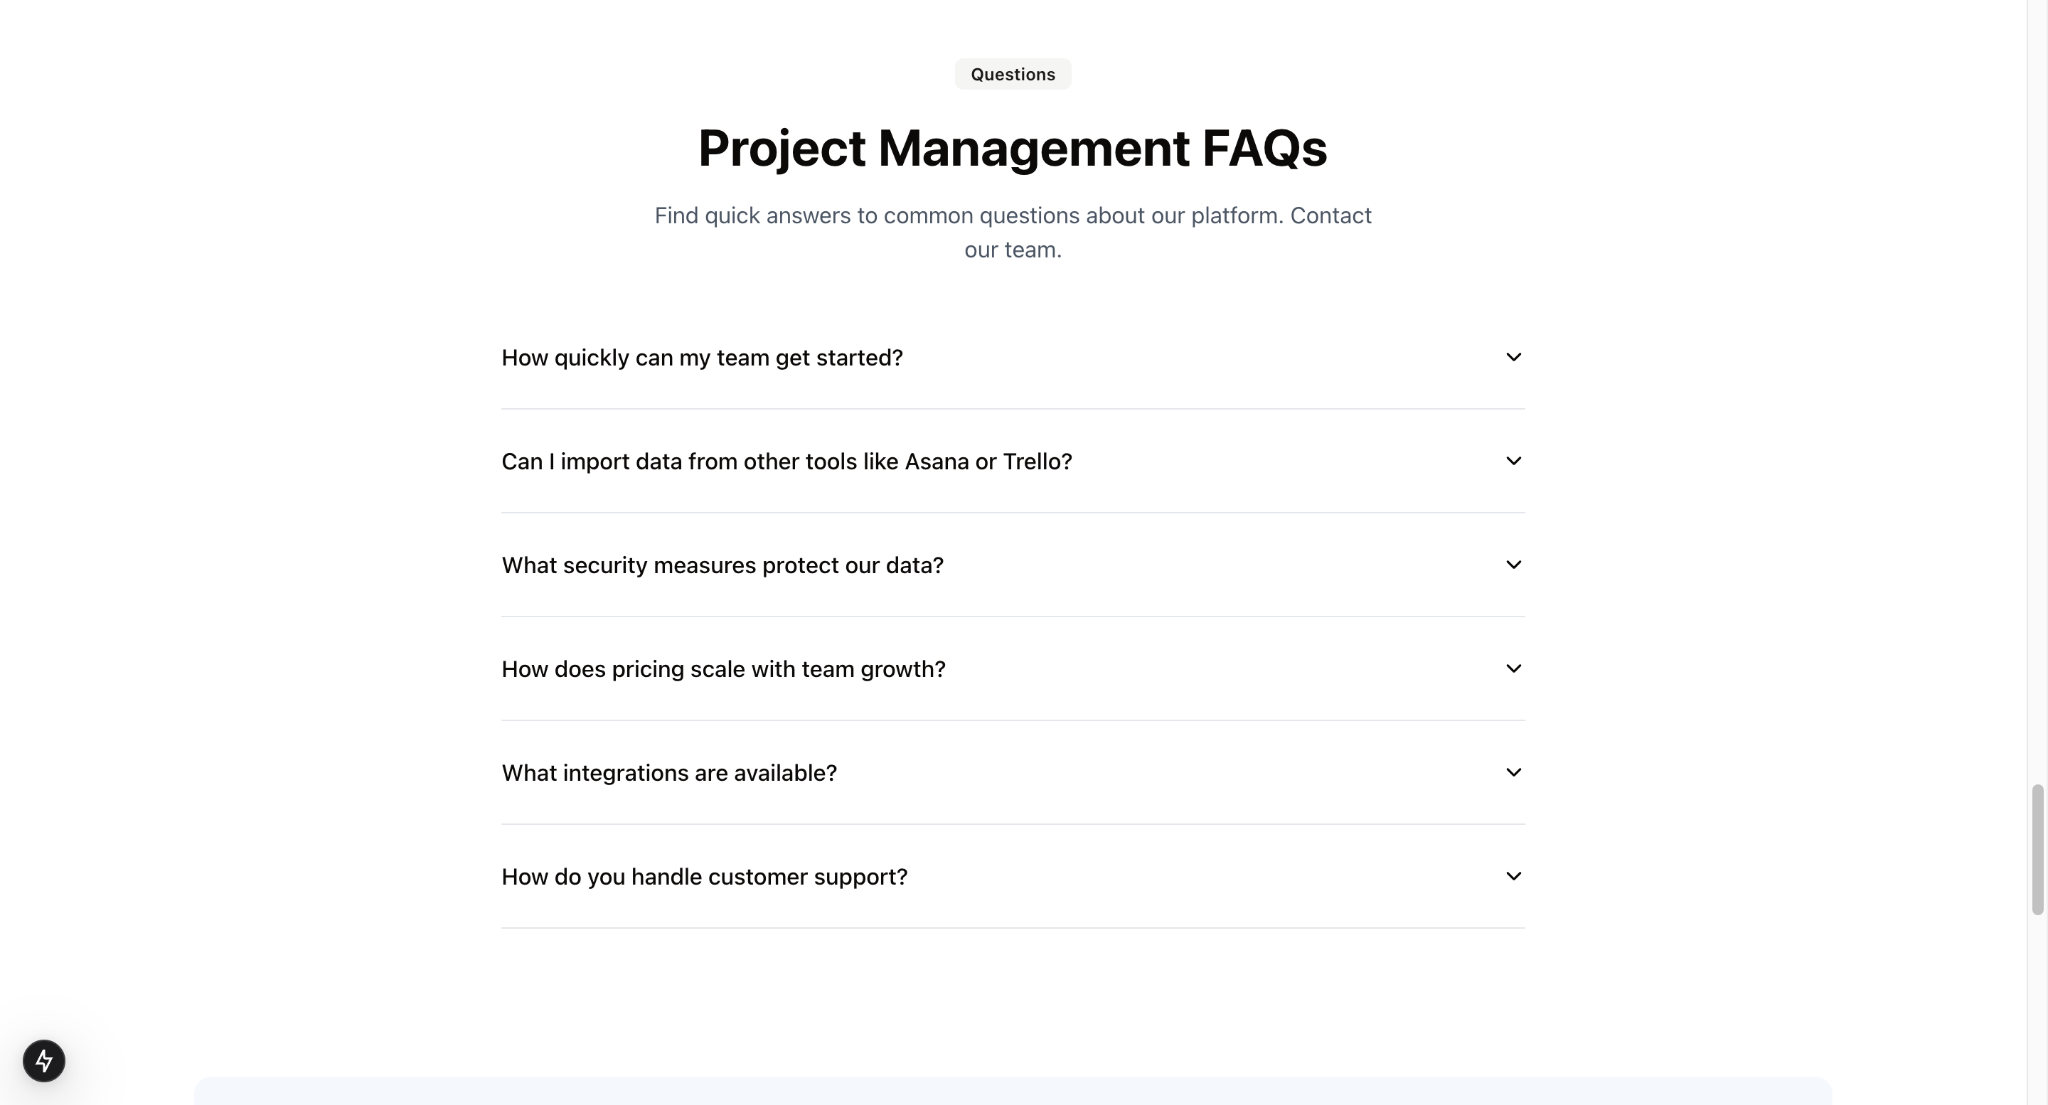 Questions
Project Management FAQs
Find quick answers to common questions about our platform. Contact
our team.
How quickly can my team get started?
Can I import data from other tools like Asana or Trello?
What security measures protect our data?
How does pricing scale with team growth?
What integrations are available?
How do you handle customer support?